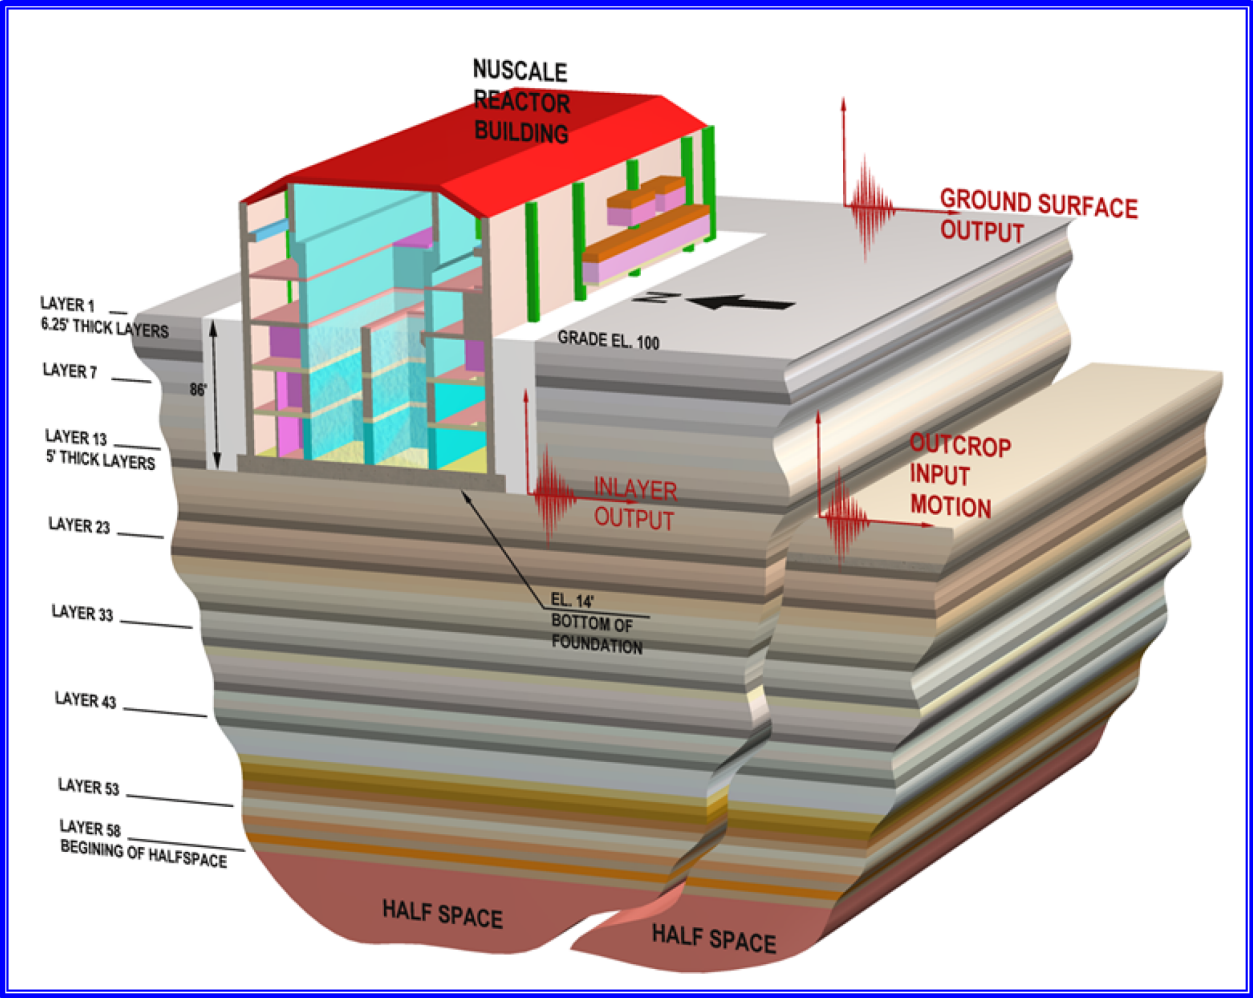 NUSCALE
REACTOR
BUILDING
GROUND SURFACE
OUTPUT
N
LAYER 1
6.25' THICK LAYERS
GRADE EL. 100
LAYER 7
86'
LAYER 13
5' THICK LAYERS
OUTCROP
INPUT
MOTION
INLAYER
OUTPUT
LAYER 23
EL. 14'
BOTTOM OF
FOUNDATION
LAYER 33
LAYER 43
LAYER 53
LAYER 58
BEGINING OF HALFSPACE
HALF SPACE
HALF SPACE